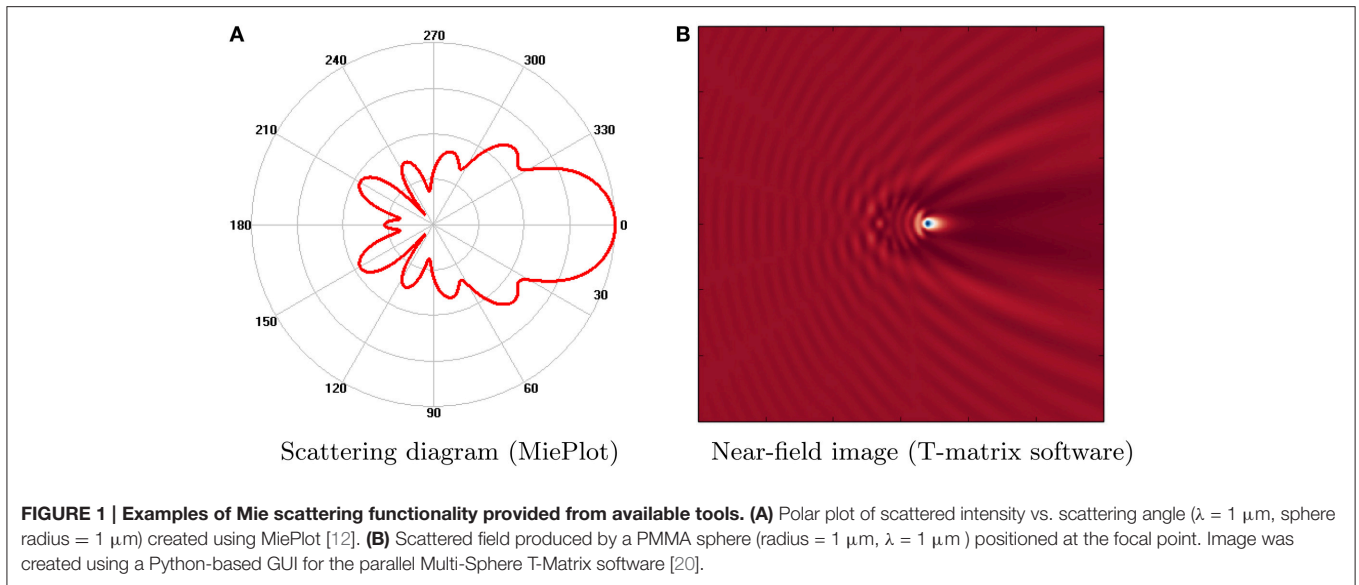 A
270
240
300
210
330
180
0
150
30
120
60
90
Scattering diagram (MiePlot)
B
Near-field image (T-matrix software)
FIGURE 1 | Examples of Mie scattering functionality provided from available tools. (A) Polar plot of scattered intensity vs. scattering angle (λ = 1 μm, sphere
radius = 1 μm) created using MiePlot [12]. (B) Scattered field produced by a PMMA sphere (radius = 1 μm, λ = 1 μm ) positioned at the focal point. Image was
created using a Python-based GUI for the parallel Multi-Sphere T-Matrix software [20].